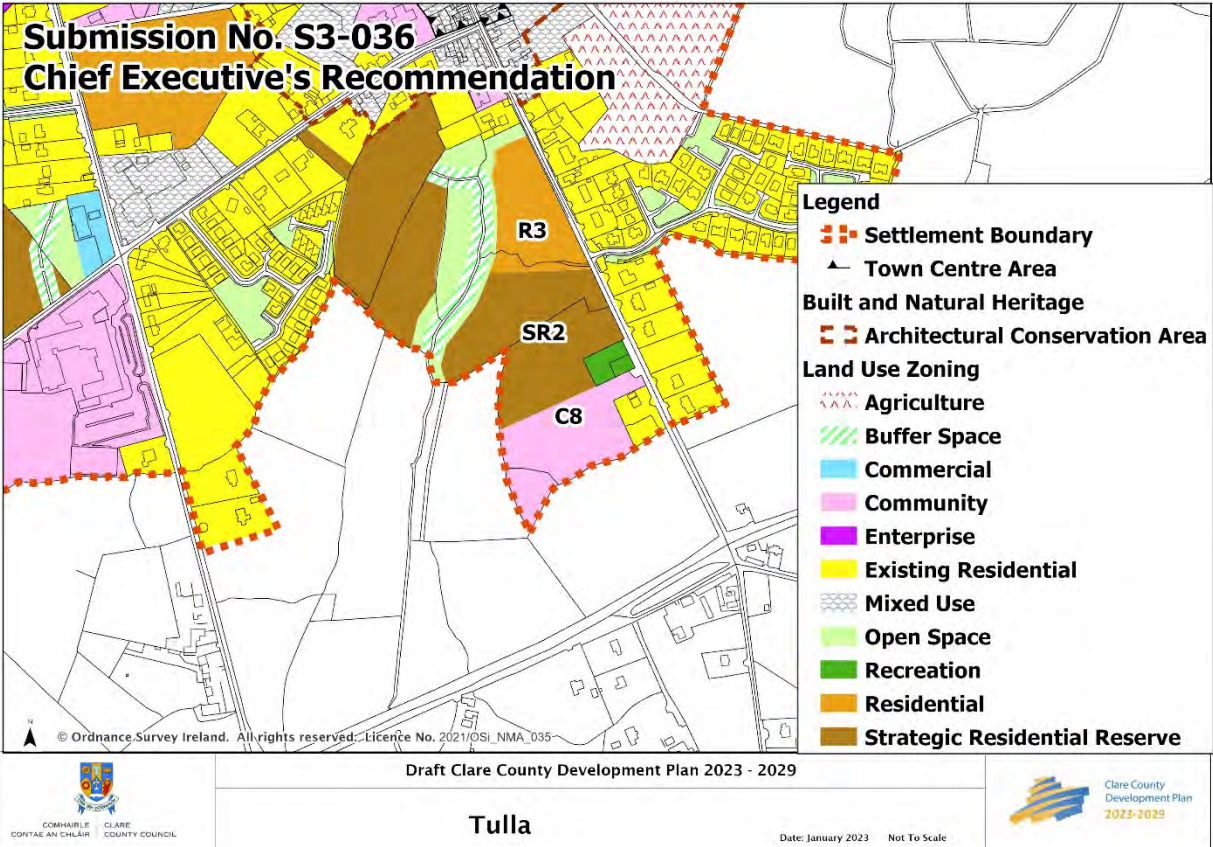 Submission No. S3-036
Chief Executive's Recommendation
R3
SR2
C8
Legend
Settlement Boundary
Town Centre Area
Built and Natural Heritage
Architectural Conservation Area
Land Use Zoning
Agriculture
Buffer Space
Commercial
Community
Enterprise
Existing Residential
Mixed Use
Open Space
Recreation
Residential
Strategic Residential Reserve
N
© Ordnance Survey Ireland. All rights reserved. Licence No. 2021/OSi_NMA_035
Draft Clare County Development Plan 2023 - 2029
COMHAIRLE CONTAE AN CHLÁIR
CLARE COUNTY COUNCIL
Tulla
Date: January 2023 Not To Scale
Clare County
Development Plan
2023-2029